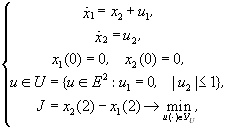 ẋ₁ = x₂ + u₁,
ẋ₂ = u₂,
x₁(0) = 0, x₂(0) = 0,
u ∈ U = {u ∈ E² : u₁ = 0, | u₂ |≤ 1},
J = x₂(2) − x₁(2) → min u(·)∈V_U ,